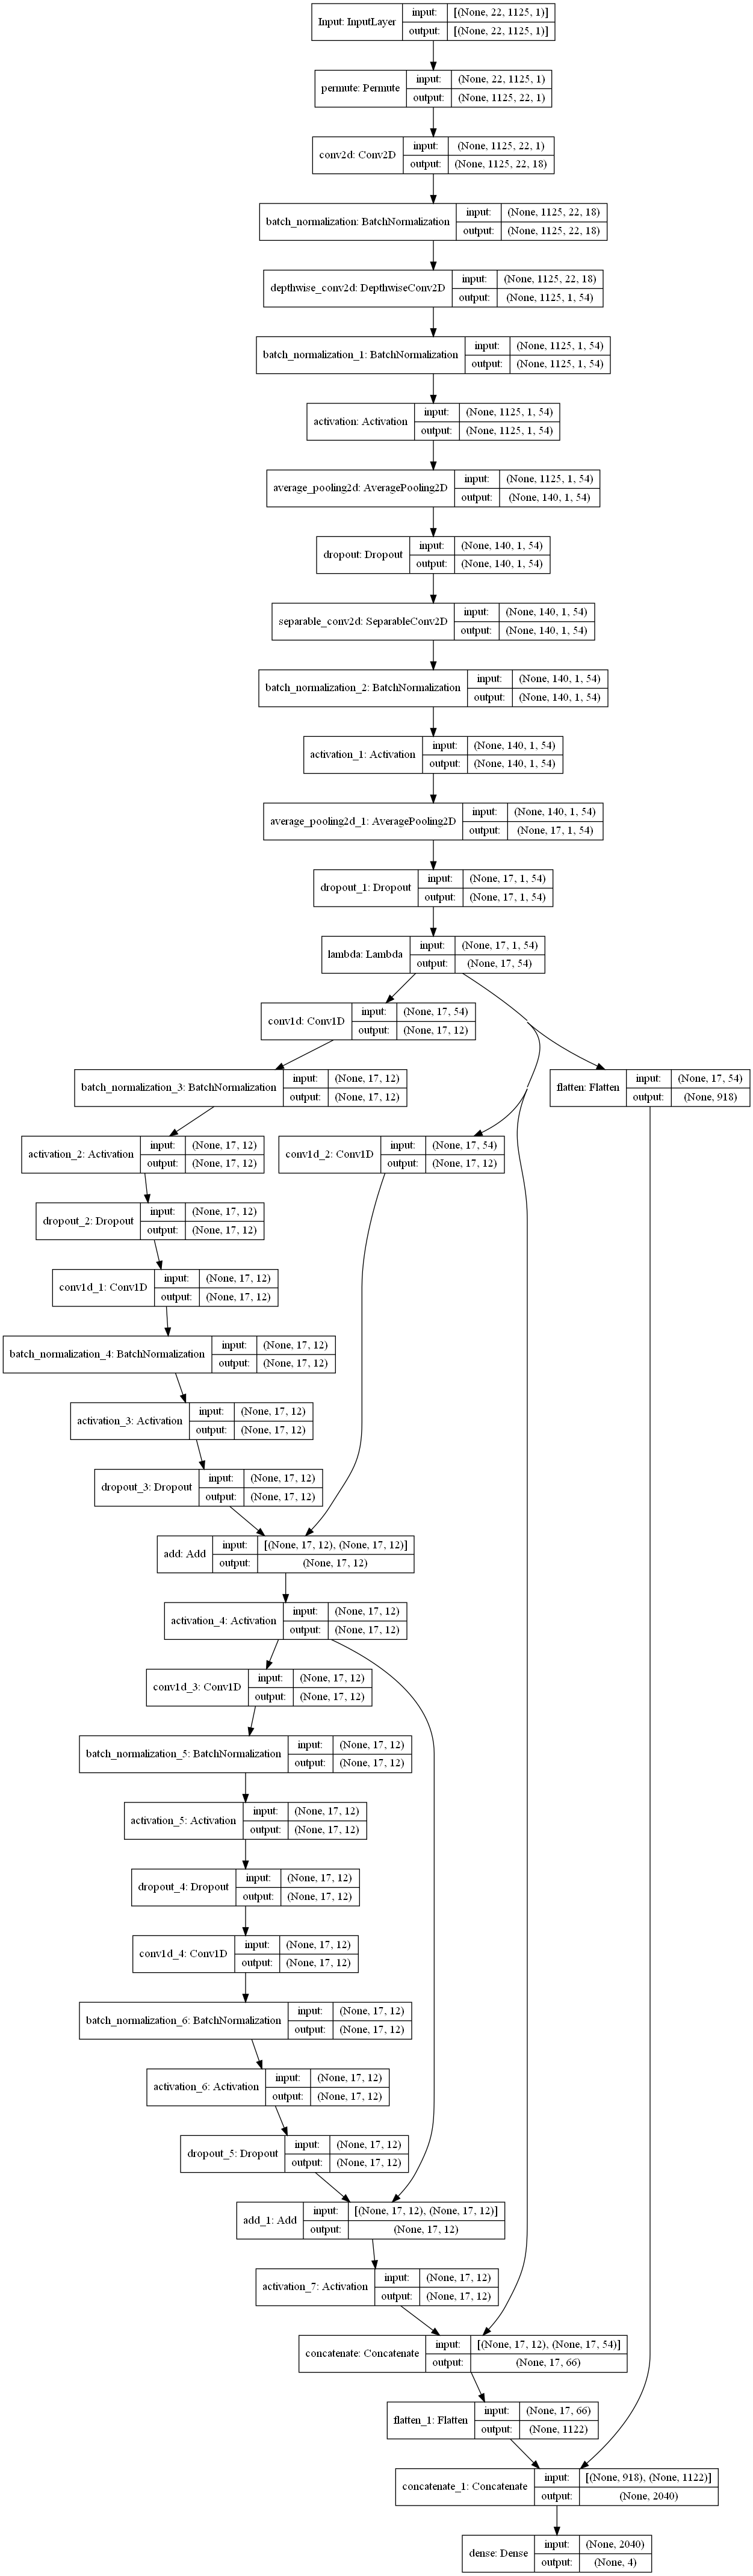 Input: InputLayer
input:
[(None, 22, 1125, 1)]
output:
[(None, 22, 1125, 1)]
permute: Permute
input:
(None, 22, 1125, 1)
output:
(None, 1125, 22, 1)
conv2d: Conv2D
input:
(None, 1125, 22, 1)
output:
(None, 1125, 22, 18)
batch_normalization: BatchNormalization
input:
(None, 1125, 22, 18)
output:
(None, 1125, 22, 18)
depthwise_conv2d: DepthwiseConv2D
input:
(None, 1125, 22, 18)
output:
(None, 1125, 1, 54)
batch_normalization_1: BatchNormalization
input:
(None, 1125, 1, 54)
output:
(None, 1125, 1, 54)
activation: Activation
input:
(None, 1125, 1, 54)
output:
(None, 1125, 1, 54)
average_pooling2d: AveragePooling2D
input:
(None, 1125, 1, 54)
output:
(None, 140, 1, 54)
dropout: Dropout
input:
(None, 140, 1, 54)
output:
(None, 140, 1, 54)
separable_conv2d: SeparableConv2D
input:
(None, 140, 1, 54)
output:
(None, 140, 1, 54)
batch_normalization_2: BatchNormalization
input:
(None, 140, 1, 54)
output:
(None, 140, 1, 54)
activation_1: Activation
input:
(None, 140, 1, 54)
output:
(None, 140, 1, 54)
average_pooling2d_1: AveragePooling2D
input:
(None, 140, 1, 54)
output:
(None, 17, 1, 54)
dropout_1: Dropout
input:
(None, 17, 1, 54)
output:
(None, 17, 1, 54)
lambda: Lambda
input:
(None, 17, 1, 54)
output:
(None, 17, 54)
conv1d: Conv1D
input:
(None, 17, 54)
output:
(None, 17, 12)
batch_normalization_3: BatchNormalization
input:
(None, 17, 12)
output:
(None, 17, 12)
flatten: Flatten
input:
(None, 17, 54)
output:
(None, 918)
activation_2: Activation
input:
(None, 17, 12)
output:
(None, 17, 12)
conv1d_2: Conv1D
input:
(None, 17, 54)
output:
(None, 17, 12)
dropout_2: Dropout
input:
(None, 17, 12)
output:
(None, 17, 12)
conv1d_1: Conv1D
input:
(None, 17, 12)
output:
(None, 17, 12)
batch_normalization_4: BatchNormalization
input:
(None, 17, 12)
output:
(None, 17, 12)
activation_3: Activation
input:
(None, 17, 12)
output:
(None, 17, 12)
dropout_3: Dropout
input:
(None, 17, 12)
output:
(None, 17, 12)
add: Add
input:
[(None, 17, 12), (None, 17, 12)]
output:
(None, 17, 12)
activation_4: Activation
input:
(None, 17, 12)
output:
(None, 17, 12)
conv1d_3: Conv1D
input:
(None, 17, 12)
output:
(None, 17, 12)
batch_normalization_5: BatchNormalization
input:
(None, 17, 12)
output:
(None, 17, 12)
activation_5: Activation
input:
(None, 17, 12)
output:
(None, 17, 12)
dropout_4: Dropout
input:
(None, 17, 12)
output:
(None, 17, 12)
conv1d_4: Conv1D
input:
(None, 17, 12)
output:
(None, 17, 12)
batch_normalization_6: BatchNormalization
input:
(None, 17, 12)
output:
(None, 17, 12)
activation_6: Activation
input:
(None, 17, 12)
output:
(None, 17, 12)
dropout_5: Dropout
input:
(None, 17, 12)
output:
(None, 17, 12)
add_1: Add
input:
[(None, 17, 12), (None, 17, 12)]
output:
(None, 17, 12)
activation_7: Activation
input:
(None, 17, 12)
output:
(None, 17, 12)
concatenate: Concatenate
input:
[(None, 17, 12), (None, 17, 54)]
output:
(None, 17, 66)
flatten_1: Flatten
input:
(None, 17, 66)
output:
(None, 1122)
concatenate_1: Concatenate
input:
[(None, 918), (None, 1122)]
output:
(None, 2040)
dense: Dense
input:
(None, 2040)
output:
(None, 4)